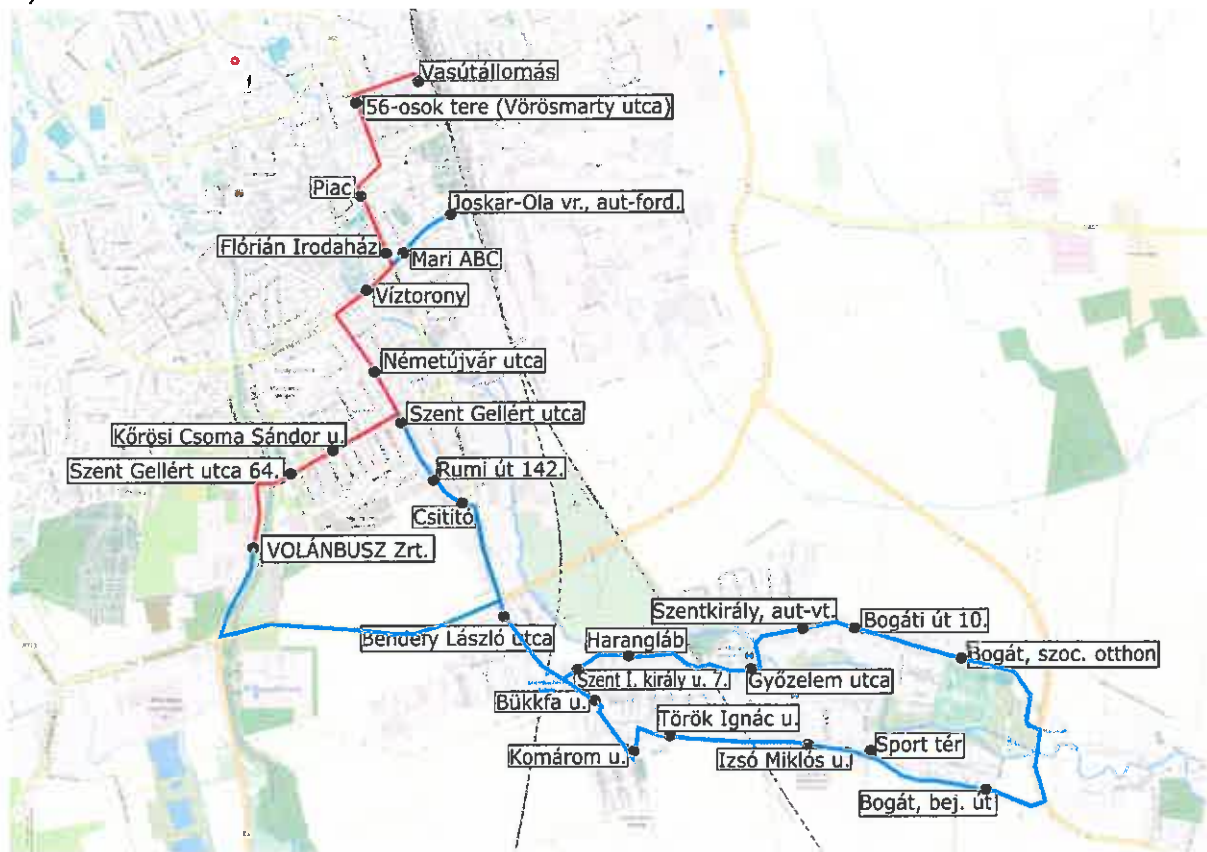 Vasútállomás
56-osok tere (Vörösmarty utca)
Piac
Joskar-Ola vr., aut-ford.
Flórián Irodaház
Mari ABC
Víztorony
Németújvár utca
Szent Gellért utca
Kőrösi Csoma Sándor u.
Szent Gellért utca 64.
Rumi út 142.
Csititó
VOLÁNBUSZ Zrt.
Szentkirály, aut-vt.
Bogáti út 10.
Bendefy László utca
Harangláb
Bogát, szoc. otthon
Szent I. király u. 7.
Győzelem utca
Bükkfa u.
Török Ignác u.
Komárom u.
Izsó Miklós u.
Sport tér
Bogát, bej. út